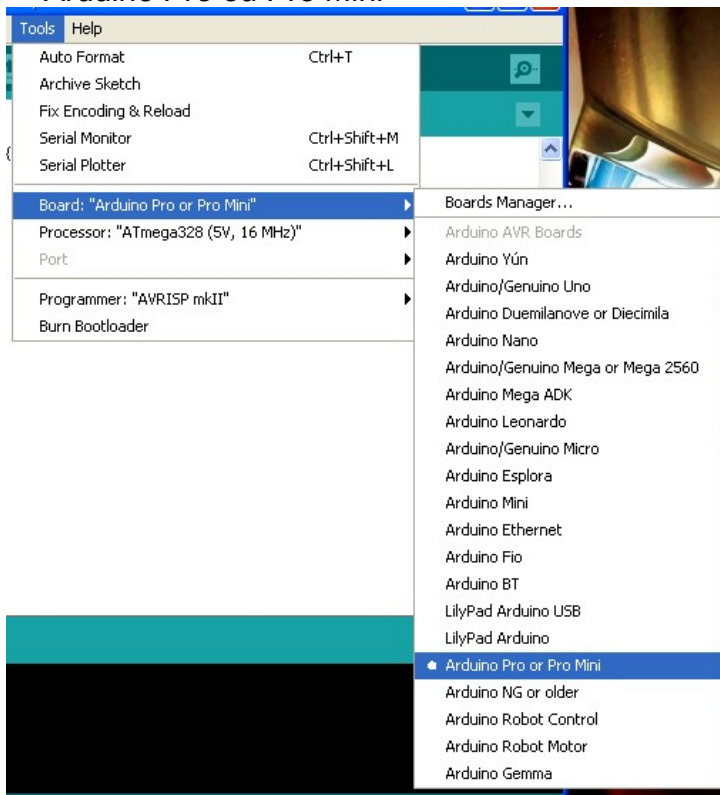 Arduino Pro ou Pro Mini
Tools Help
Auto Format Ctrl+T
Archive Sketch
Fix Encoding & Reload
Serial Monitor Ctrl+Shift+M
Serial Plotter Ctrl+Shift+L
Board: "Arduino Pro or Pro Mini"
Processor: "ATmega328 (5V, 16 MHz)"
Port
Programmer: "AVRISP mkII"
Burn Bootloader
{
Boards Manager...
Arduino AVR Boards
Arduino Yún
Arduino/Genuino Uno
Arduino Duemilanove or Diecimila
Arduino Nano
Arduino/Genuino Mega or Mega 2560
Arduino Mega ADK
Arduino Leonardo
Arduino/Genuino Micro
Arduino Esplora
Arduino Mini
Arduino Ethernet
Arduino Fio
Arduino BT
LilyPad Arduino USB
LilyPad Arduino
Arduino Pro or Pro Mini
Arduino NG or older
Arduino Robot Control
Arduino Robot Motor
Arduino Gemma